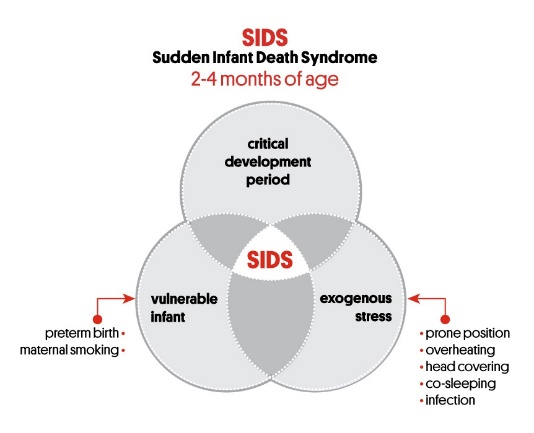 SIDS
Sudden Infant Death Syndrome
2-4 months of age
critical
development
period
SIDS
vulnerable
infant
exogenous
stress
preterm birth •
maternal smoking •
• prone position
• overheating
• head covering
• co-sleeping
• infection